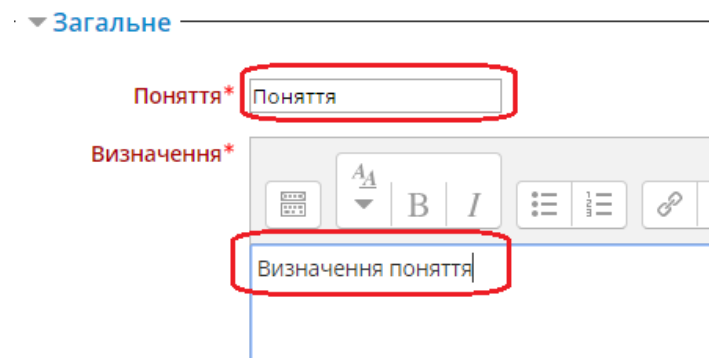 Загальне
Поняття* Поняття
Визначення*
B I
Визначення поняття